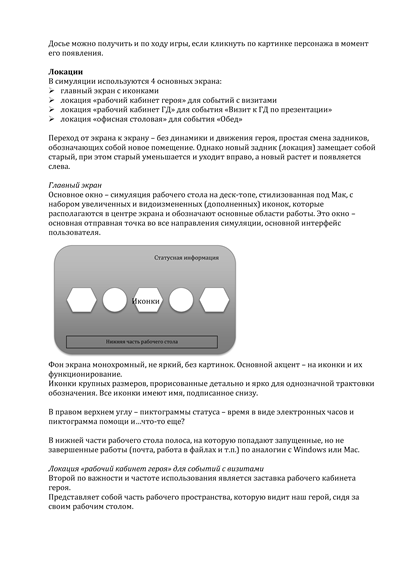 Досье можно получить и по ходу игры, если кликнуть по картинке персонажа в момент
его появления.
Локации
В симуляции используются 4 основных экрана:
➢ главный экран с иконками
➢ локация «рабочий кабинет героя» для событий с визитами
➢ локация «рабочий кабинет ГД» для события «Визит к ГД по презентации»
➢ локация «офисная столовая» для события «Обед»
Переход от экрана к экрану – без динамики и движения героя, простая смена задников,
обозначающих собой новое помещение. Однако новый задник (локация) замещает собой
старый, при этом старый уменьшается и уходит вправо, а новый растет и появляется
слева.
Главный экран
Основное окно – симуляция рабочего стола на деск-топе, стилизованная под Мак, с
набором увеличенных и видоизмененных (дополненных) иконок, которые
располагаются в центре экрана и обозначают основные области работы. Это окно –
основная отправная точка во все направления симуляции, основной интерфейс
пользователя.
Статусная информация
Иконки
Нижняя часть рабочего стола
Фон экрана монохромный, не яркий, без картинок. Основной акцент – на иконки и их
функционирование.
Иконки крупных размеров, прорисованные детально и ярко для однозначной трактовки
обозначения. Все иконки имеют имя, подписанное снизу.
В правом верхнем углу – пиктограммы статуса – время в виде электронных часов и
пиктограмма помощи и...что-то еще?
В нижней части рабочего стола полоса, на которую попадают запущенные, но не
завершенные работы (почта, работа в файлах и т.п.) по аналогии с Windows или Мас.
Локация «рабочий кабинет героя» для событий с визитами
Второй по важности и частоте использования является заставка рабочего кабинета
героя.
Представляет собой часть рабочего пространства, которую видит наш герой, сидя за
своим рабочим столом.